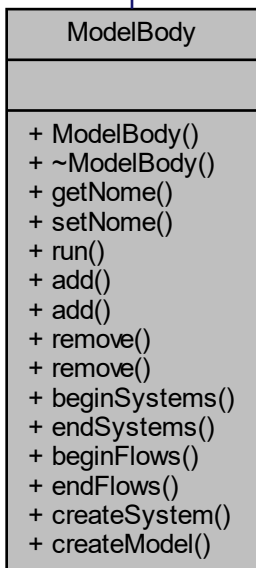 ModelBody
+ ModelBody()
+ ~ModelBody()
+ getNome()
+ setNome()
+ run()
+ add()
+ add()
+ remove()
+ remove()
+ beginSystems()
+ endSystems()
+ beginFlows()
+ endFlows()
+ createSystem()
+ createModel()